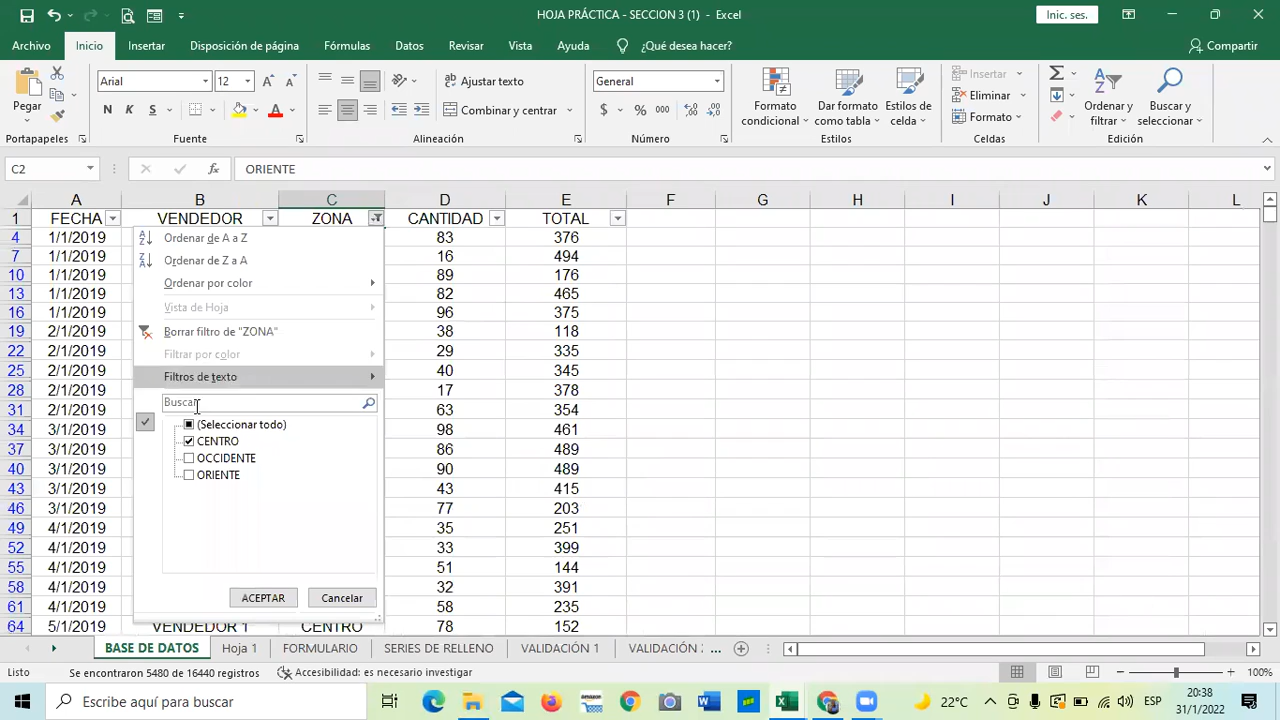 HOJA PRÁCTICA - SECCION 3 (1) - Excel
Inic. ses.
Archivo Inicio Insertar Disposición de página Fórmulas Datos Revisar Vista Ayuda ¿Qué desea hacer? Compartir
Pegar
Arial 12
N K S
Ajustar texto
Combinar y centrar
General
$ % 000
Formato condicional
Dar formato como tabla
Estilos de celda
Insertar
Eliminar
Formato
Ordenar y filtrar
Buscar y seleccionar
Portapapeles Fuente Alineación Número Estilos Celdas Edición
C2 fx ORIENTE
A B C D E F G H I J K L
1 FECHA VENDEDOR ZONA CANTIDAD TOTAL
4 1/1/2019 83 376
7 1/1/2019 16 494
10 1/1/2019 89 176
13 1/1/2019 82 465
16 1/1/2019 96 375
19 2/1/2019 38 118
22 2/1/2019 29 335
25 2/1/2019 40 345
28 2/1/2019 17 378
31 2/1/2019 63 354
34 3/1/2019 98 461
37 3/1/2019 86 489
40 3/1/2019 90 489
43 3/1/2019 43 415
46 3/1/2019 77 203
49 4/1/2019 35 251
52 4/1/2019 33 399
55 4/1/2019 51 144
58 4/1/2019 32 391
61 4/1/2019 58 235
64 5/1/2019 VENDEDOR 1 CENTRO 78 152
Ordenar de A a Z
Ordenar de Z a A
Ordenar por color
Vista de Hoja
Borrar filtro de "ZONA"
Filtrar por color
Filtros de texto
Buscar
(Seleccionar todo)
CENTRO
OCCIDENTE
ORIENTE
ACEPTAR Cancelar
BASE DE DATOS Hoja 1 FORMULARIO SERIES DE RELLENO VALIDACIÓN 1 VALIDACIÓN ...
Listo Se encontraron 5480 de 16440 registros Accesibilidad: es necesario investigar 100%
Escribe aquí para buscar
amazon
22°C
ESP
20:38
31/1/2022